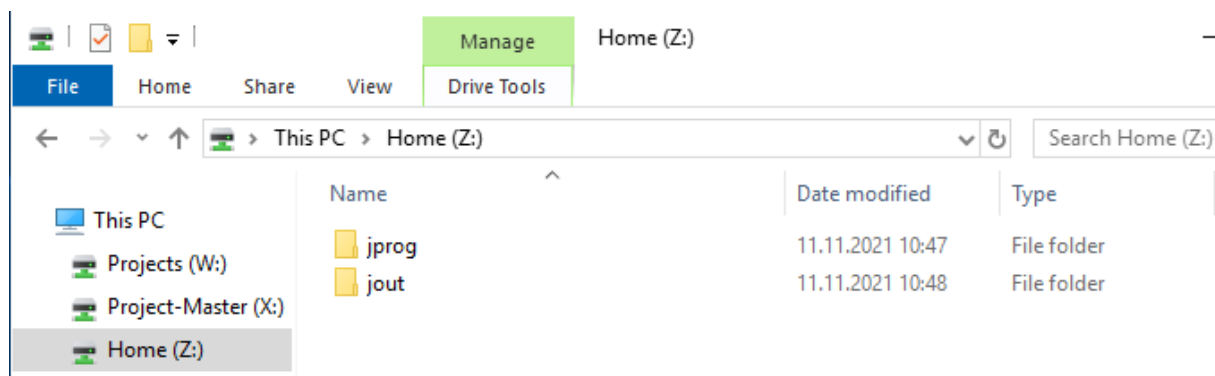 Manage Home (Z:)
File Home Share View Drive Tools
This PC > Home (Z:) Search Home (Z:)
Name Date modified Type
This PC
jprog 11.11.2021 10:47 File folder
Projects (W:)
jout 11.11.2021 10:48 File folder
Project-Master (X:)
Home (Z:)